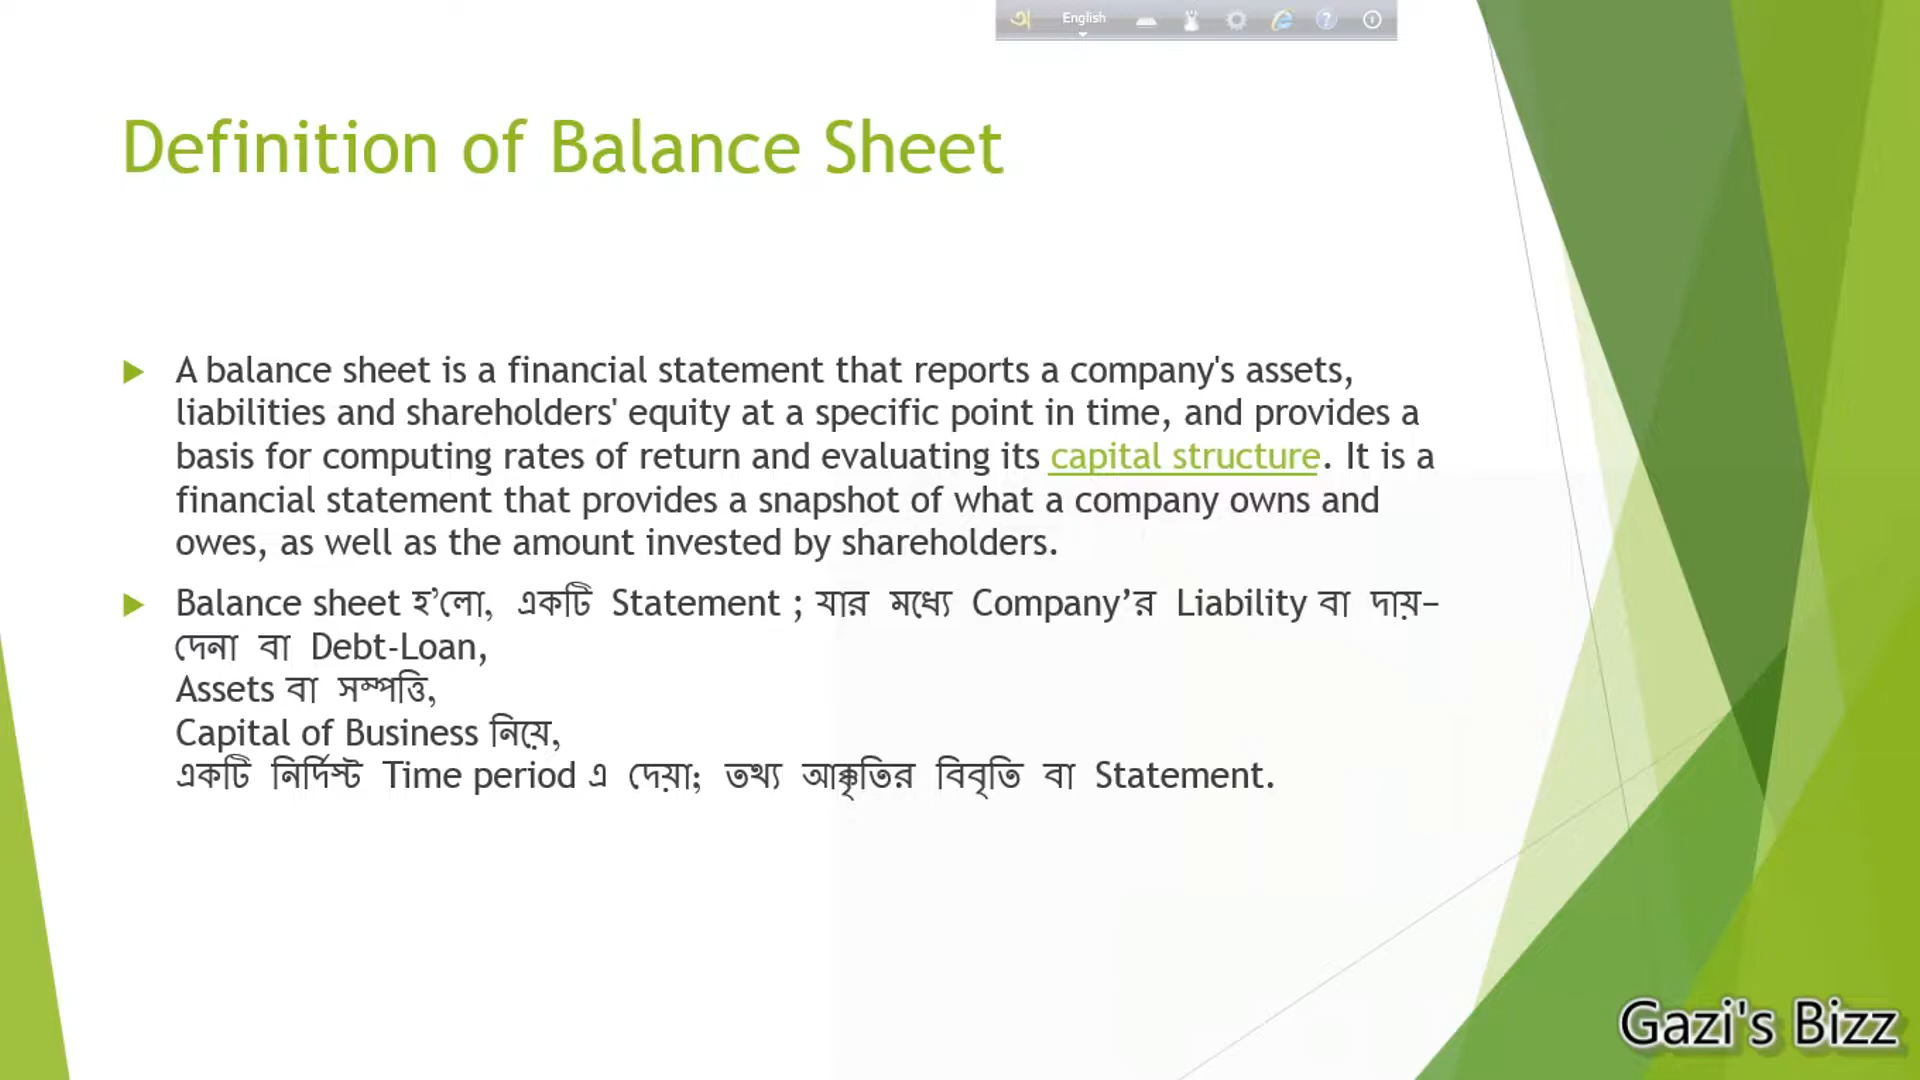 English
Definition of Balance Sheet
A balance sheet is a financial statement that reports a company's assets,
liabilities and shareholders' equity at a specific point in time, and provides a
basis for computing rates of return and evaluating its capital structure. It is a
financial statement that provides a snapshot of what a company owns and
owes, as well as the amount invested by shareholders.
Balance sheet হ’লো, একটি Statement ; যার মধ্যে Company’র Liability বা দায়–
দেনা বা Debt-Loan,
Assets বা সম্পত্তি,
Capital of Business নিয়ে,
একটি নির্দিস্ট Time period এ দেয়া; তথ্য আক্কৃতির বিবৃতি বা Statement.
Gazi's Bizz